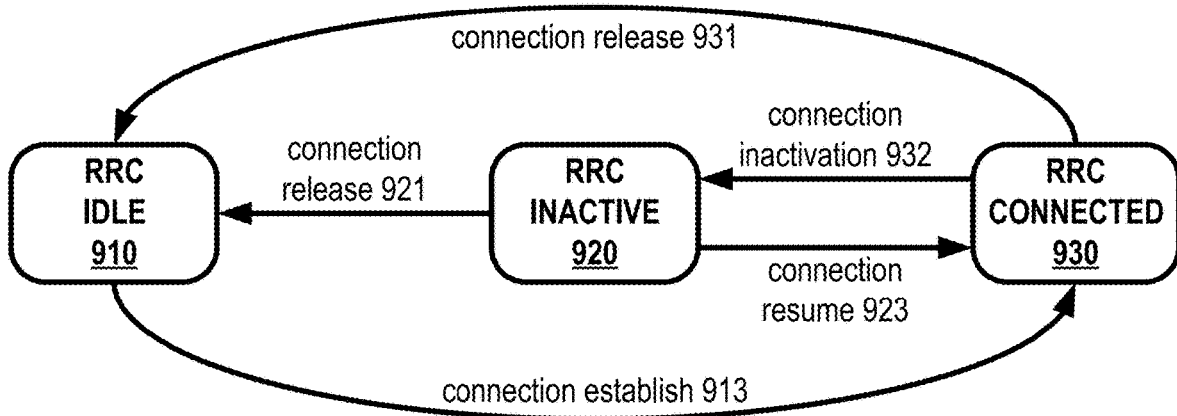 connection release 931
RRC
IDLE
910
connection
release 921
RRC
INACTIVE
920
connection
inactivation 932
connection
resume 923
RRC
CONNECTED
930
connection establish 913